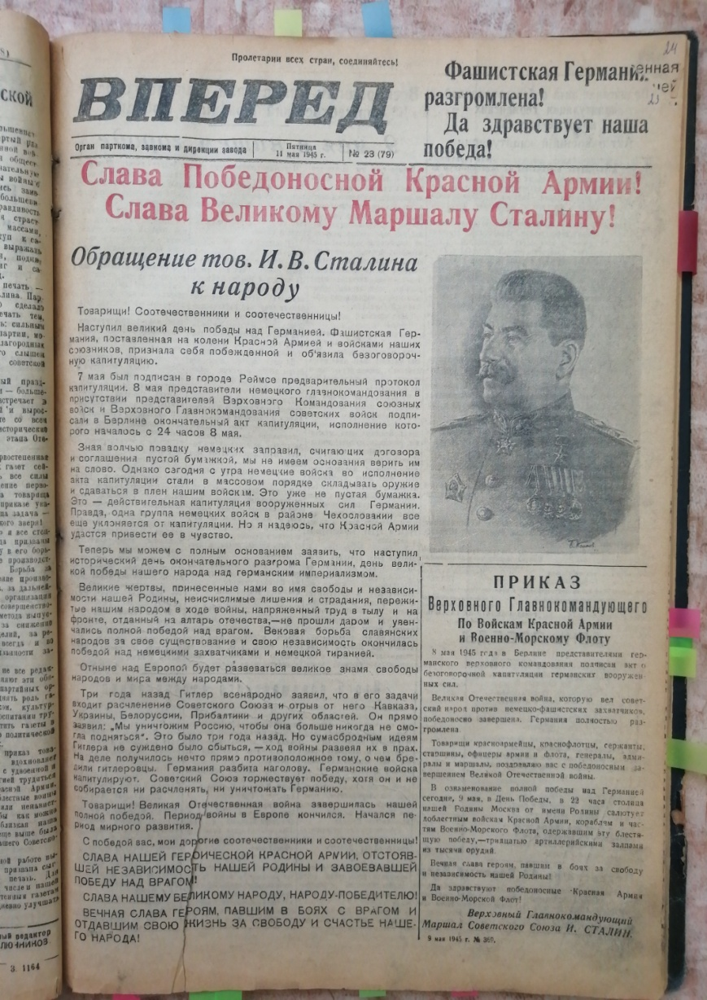 Пролетарии всех стран, соединяйтесь!
ВПЕРЕД
Орган парткома, завкома и дирекции завода
Пятница
11 мая 1945 г.
№ 23 (79)
Фашистская Германия
разгромлена!
Да здравствует наша
победа!
Слава Победоносной Красной Армии!
Слава Великому Маршалу Сталину!
Обращение тов. И. В. Сталина
к народу
Товарищи! Соотечественники и соотечественницы!
Наступил великий день победы над Германией. Фашистская Гер-
мания, поставленная на колени Красной Армией и войсками наших
союзников, признала себя побежденной и об'явила безоговороч-
ную капитуляцию.
7 мая был подписан в городе Реймсе предварительный протокол
капитуляции. 8 мая представители немецкого главнокомандования в
присутствии представителей Верховного Командования союзных
войск и Верховного Главнокомандования советских войск подпи-
сали в Берлине окончательный акт капитуляции, исполнение кото-
рого началось с 24 часов 8 мая.
Зная волчью повадку немецких заправил, считающих договора
и соглашения пустой бумажкой, мы не имеем основания верить им
на слово. Однако сегодня с утра немецкие войска во исполнение
акта капитуляции стали в массовом порядке складывать оружие
и сдаваться в плен нашим войскам. Это уже не пустая бумажка.
Это — действительная капитуляция вооруженных сил Германии.
Правда, одна группа немецких войск в районе Чехословакии все
еще уклоняется от капитуляции. Но я надеюсь, что Красной Армии
удастся привести ее в чувство.
Теперь мы можем с полным основанием заявить, что наступил
исторический день окончательного разгрома Германии, день вели-
кой победы нашего народа над германским империализмом.
Великие жертвы, принесенные нами во имя свободы и независи-
мости нашей Родины, неисчислимые лишения и страдания, пережи-
тые нашим народом в ходе войны, напряженный труд в тылу и на
фронте, отданный на алтарь отечества,—не прошли даром и увен-
чались полной победой над врагом. Вековая борьба славянских
народов за свое существование и свою независимость окончилась
победой над немецкими захватчиками и немецкой тиранией.
Отныне над Европой будет развеваться великое знамя свободы
народов и мира между народами.
Три года назад Гитлер всенародно заявил, что в его задачи
входит расчленение Советского Союза и отрыв от него Кавказа,
Украины, Белоруссии, Прибалтики и других областей. Он прямо
заявил: „Мы уничтожим Россию, чтобы она больше никогда не смо-
гла подняться". Это было три года назад. Но сумасбродным идеям
Гитлера не суждено было сбыться, —ход войны развеял их в прах.
На деле получилось нечто прямо противоположное тому, о чем бре-
дили гитлеровцы. Германия разбита наголову. Германские войска
капитулируют. Советский Союз торжествует победу, хотя он и не
собирается ни расчленять, ни уничтожать Германию.
Товарищи! Великая Отечественная война завершилась нашей
полной победой. Период войны в Европе кончился. Начался пе-
риод мирного развития.
С победой вас, мои дорогие соотечественники и соотечественницы!
СЛАВА НАШЕЙ ГЕРОИЧЕСКОЙ КРАСНОЙ АРМИИ, ОТСТОЯВ-
ШЕЙ НЕЗАВИСИМОСТЬ НАШЕЙ РОДИНЫ И ЗАВОЕВАВШЕЙ
ПОБЕДУ НАД ВРАГОМ!
СЛАВА НАШЕМУ ВЕЛИКОМУ НАРОДУ, НАРОДУ-ПОБЕДИТЕЛЮ!
ВЕЧНАЯ СЛАВА ГЕРОЯМ, ПАВШИМ В БОЯХ С ВРАГОМ И
ОТДАВШИМ СВОЮ ЖИЗНЬ ЗА СВОБОДУ И СЧАСТЬЕ НАШЕ-
ГО НАРОДА!
ПРИКАЗ
Верховного Главнокомандующего
По Войскам Красной Армии
и Военно-Морскому Флоту
8 мая 1945 года в Берлине представителями гер-
манского верховного командования подписан акт о
безоговорочной капитуляции германских вооружен-
ных сил.
Великая Отечественная война, которую вел совет-
ский народ против немецко-фашистских захватчиков,
победоносно завершена. Германия полностью раз-
громлена.
Товарищи красноармейцы, краснофлотцы, сержанты,
старшины, офицеры армии и флота, генералы, адми-
ралы и маршалы, поздравляю вас с победоносным за-
вершением Великой Отечественной войны.
В ознаменование полной победы над Германией
сегодня, 9 мая, в День Победы, в 22 часа столица
нашей Родины Москва от имени Родины салютует
доблестным войскам Красной Армии, кораблям и час-
тям Военно-Морского Флота, одержавшим эту блестя-
щую победу,—тридцатью артиллерийскими залпами
из тысячи орудий.
Вечная слава героям, павшим в боях за свободу
и независимость нашей Родины!
Да здравствуют победоносные Красная Армия
и Военно-Морской Флот!
Верховный Главнокомандующий
Маршал Советского Союза И. СТАЛИН.
9 мая 1945 г. № 369.
З. 1164